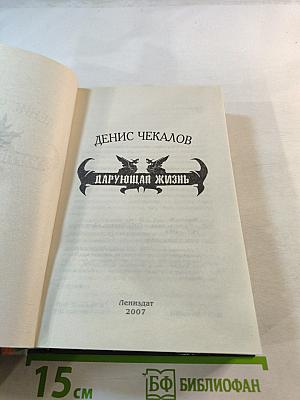 ДЕНИС ЧЕКАЛОВ
ДАРУЮЩАЯ ЖИЗНЬ
Лениздат
2007
15 см
БФ БИБЛИОФАН